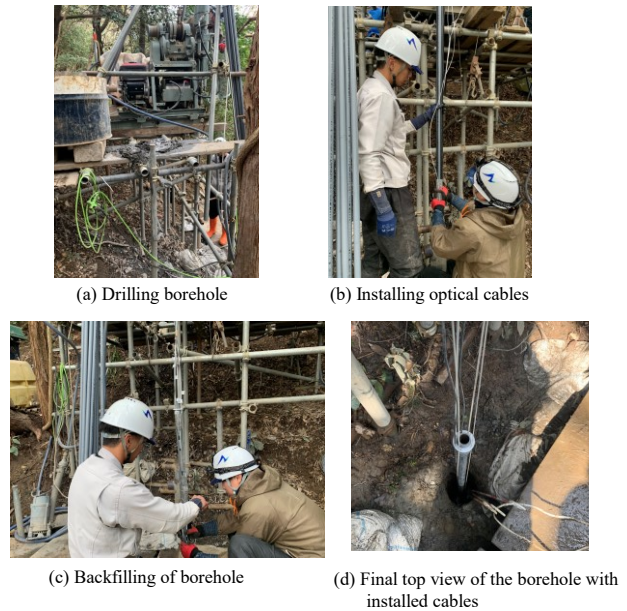 (a) Drilling borehole
(b) Installing optical cables
(c) Backfilling of borehole
(d) Final top view of the borehole with
installed cables